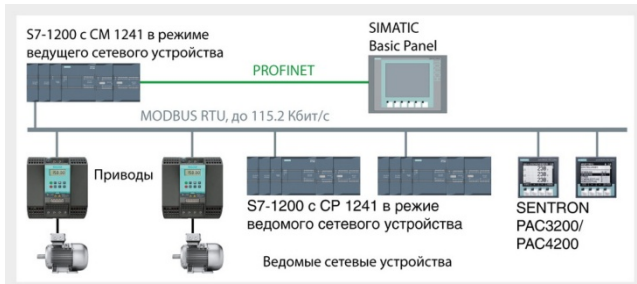 S7-1200 с CM 1241 в режиме
ведущего сетевого устройства
SIMATIC
Basic Panel
PROFINET
MODBUS RTU, до 115.2 Кбит/с
Приводы
S7-1200 с CP 1241 в режие
ведомого сетевого устройства
SENTRON
PAC3200/
PAC4200
Ведомые сетевые устройства